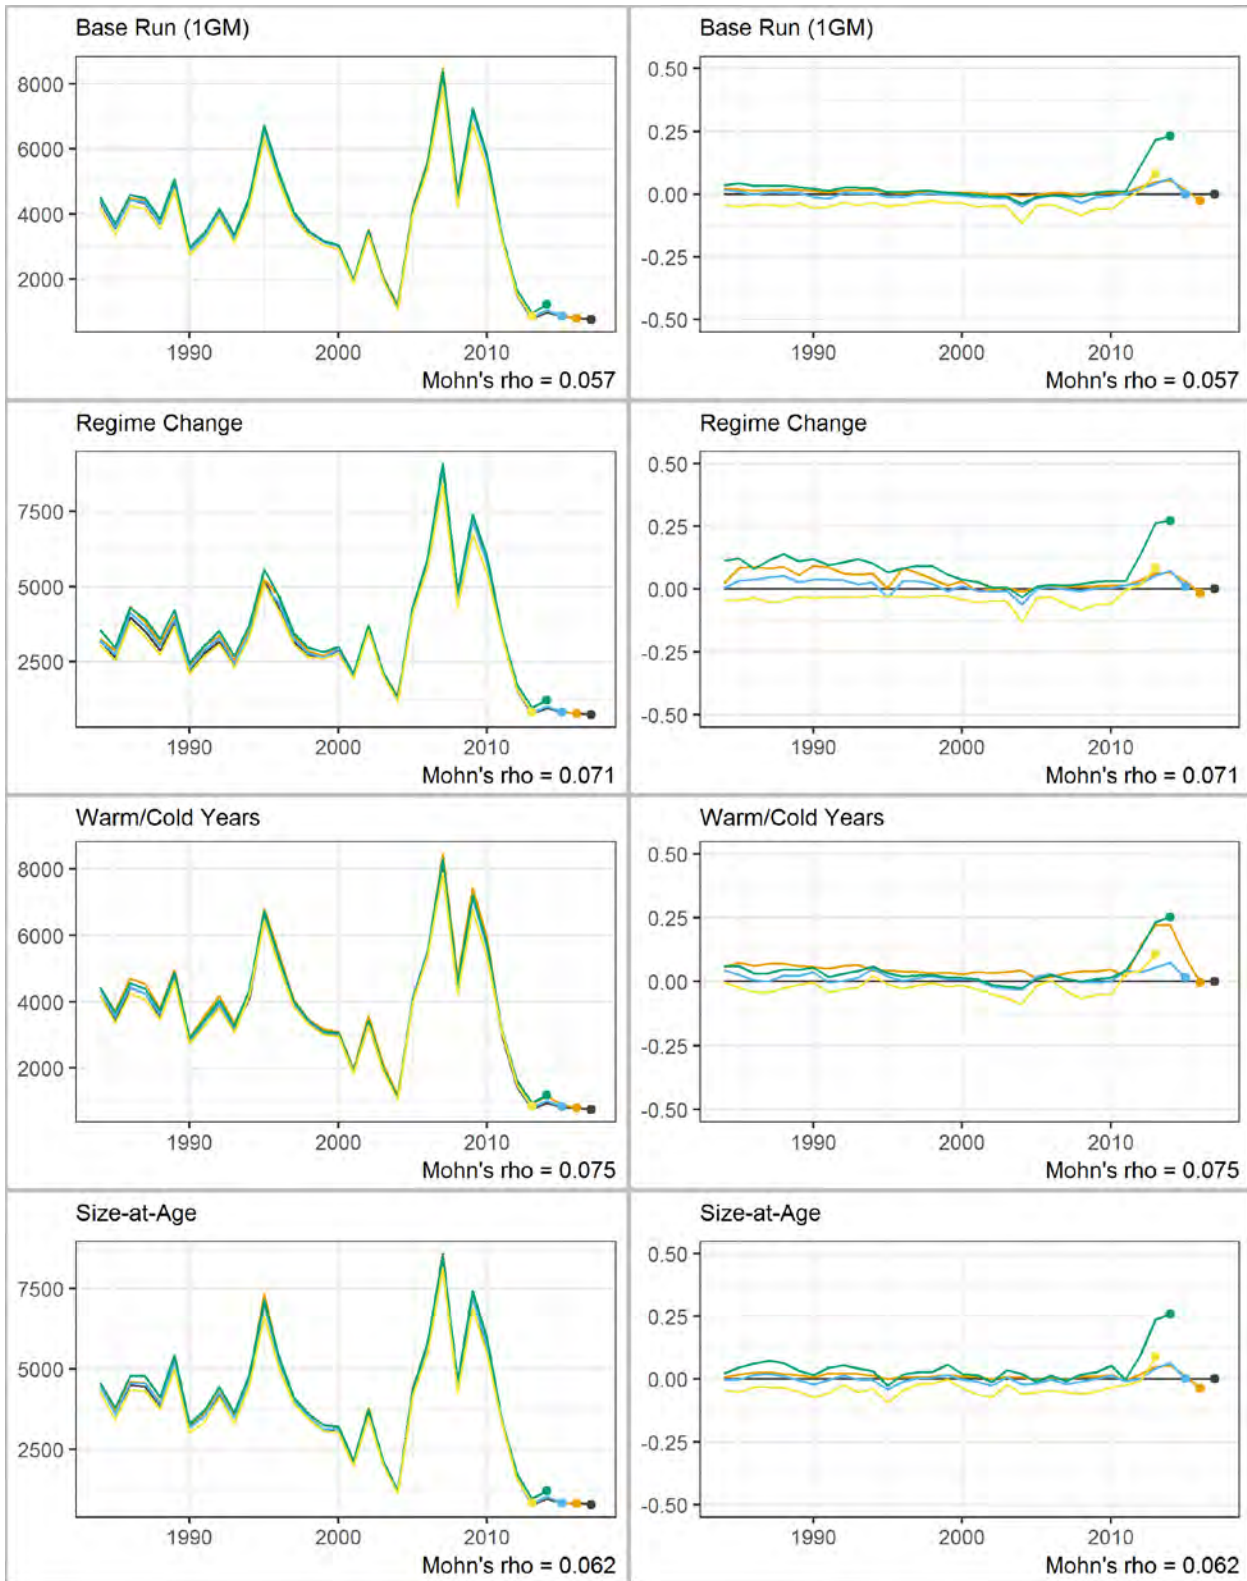 Base Run (1GM)
8000
6000
4000
2000
1990 2000 2010
Mohn's rho = 0.057
Base Run (1GM)
0.50
0.25
0.00
-0.25
-0.50
1990 2000 2010
Mohn's rho = 0.057
Regime Change
7500
5000
2500
1990 2000 2010
Mohn's rho = 0.071
Regime Change
0.50
0.25
0.00
-0.25
-0.50
1990 2000 2010
Mohn's rho = 0.071
Warm/Cold Years
8000
6000
4000
2000
1990 2000 2010
Mohn's rho = 0.075
Warm/Cold Years
0.50
0.25
0.00
-0.25
-0.50
1990 2000 2010
Mohn's rho = 0.075
Size-at-Age
7500
5000
2500
1990 2000 2010
Mohn's rho = 0.062
Size-at-Age
0.50
0.25
0.00
-0.25
-0.50
1990 2000 2010
Mohn's rho = 0.062